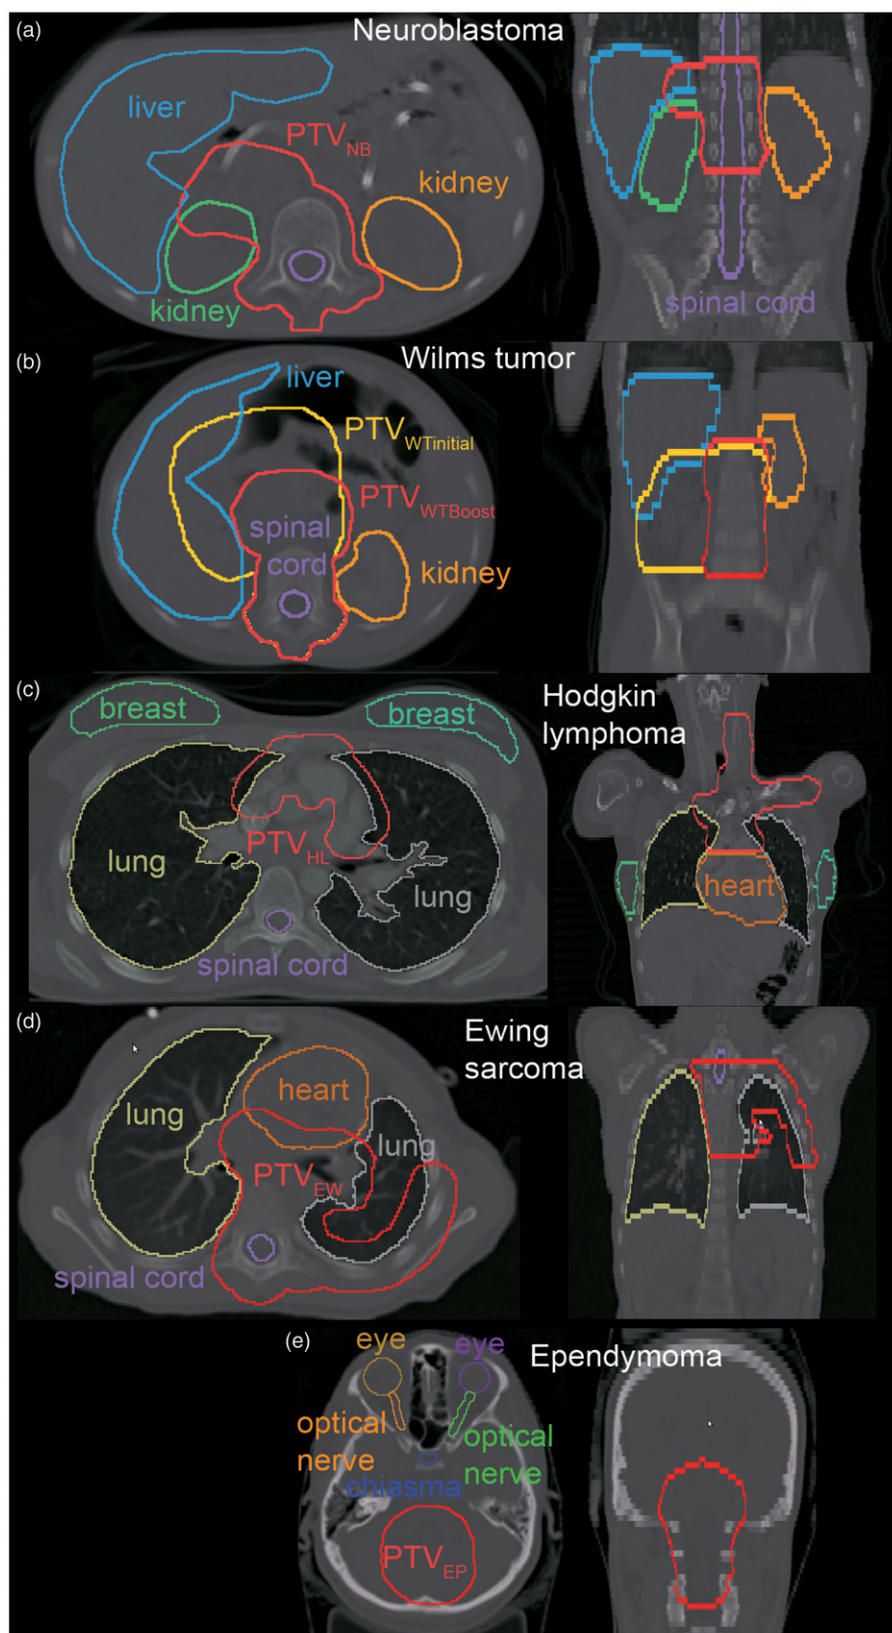 (a)
Neuroblastoma
liver
PTVNB
kidney
kidney
spinal cord
(b)
Wilms tumor
liver
PTVWTinitial
PTVWTBoost
spinal
cord
kidney
(c)
Hodgkin
lymphoma
breast
breast
PTVHL
lung
lung
heart
spinal cord
(d)
Ewing
sarcoma
heart
lung
lung
PTVEW
spinal cord
(e)
eye
eye
Ependymoma
optical
nerve
optical
nerve
chiasma
PTVEP